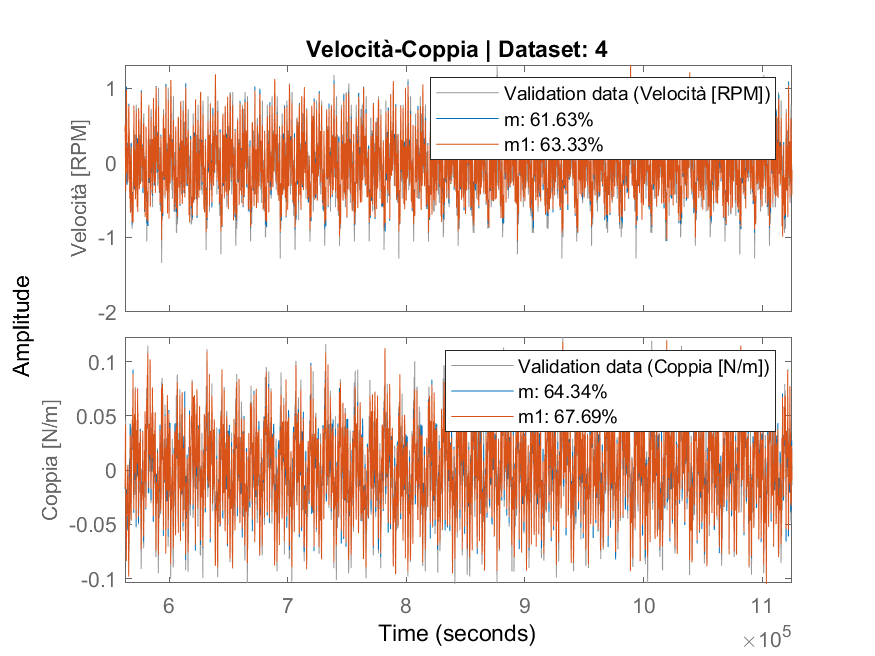 Velocità-Coppia | Dataset: 4
Amplitude
Velocità [RPM]
1
0
-1
-2
Validation data (Velocità [RPM])
m: 61.63%
m1: 63.33%
Coppia [N/m]
0.1
0.05
0
-0.05
-0.1
Validation data (Coppia [N/m])
m: 64.34%
m1: 67.69%
6 7 8 9 10 11
Time (seconds)
×10⁵